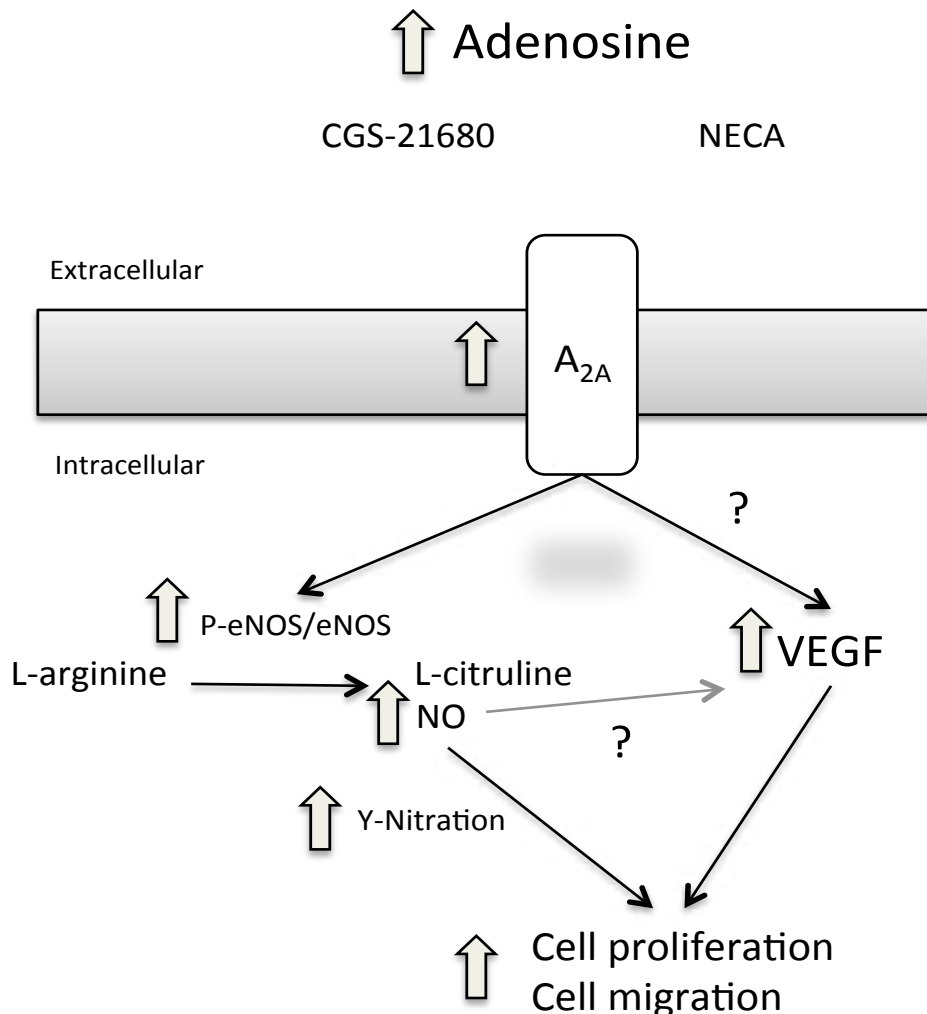 Adenosine
CGS-21680 NECA
Extracellular
A2A
Intracellular
?
P-eNOS/eNOS
VEGF
L-arginine L-citruline
NO
?
Y-Nitration
Cell proliferation
Cell migration